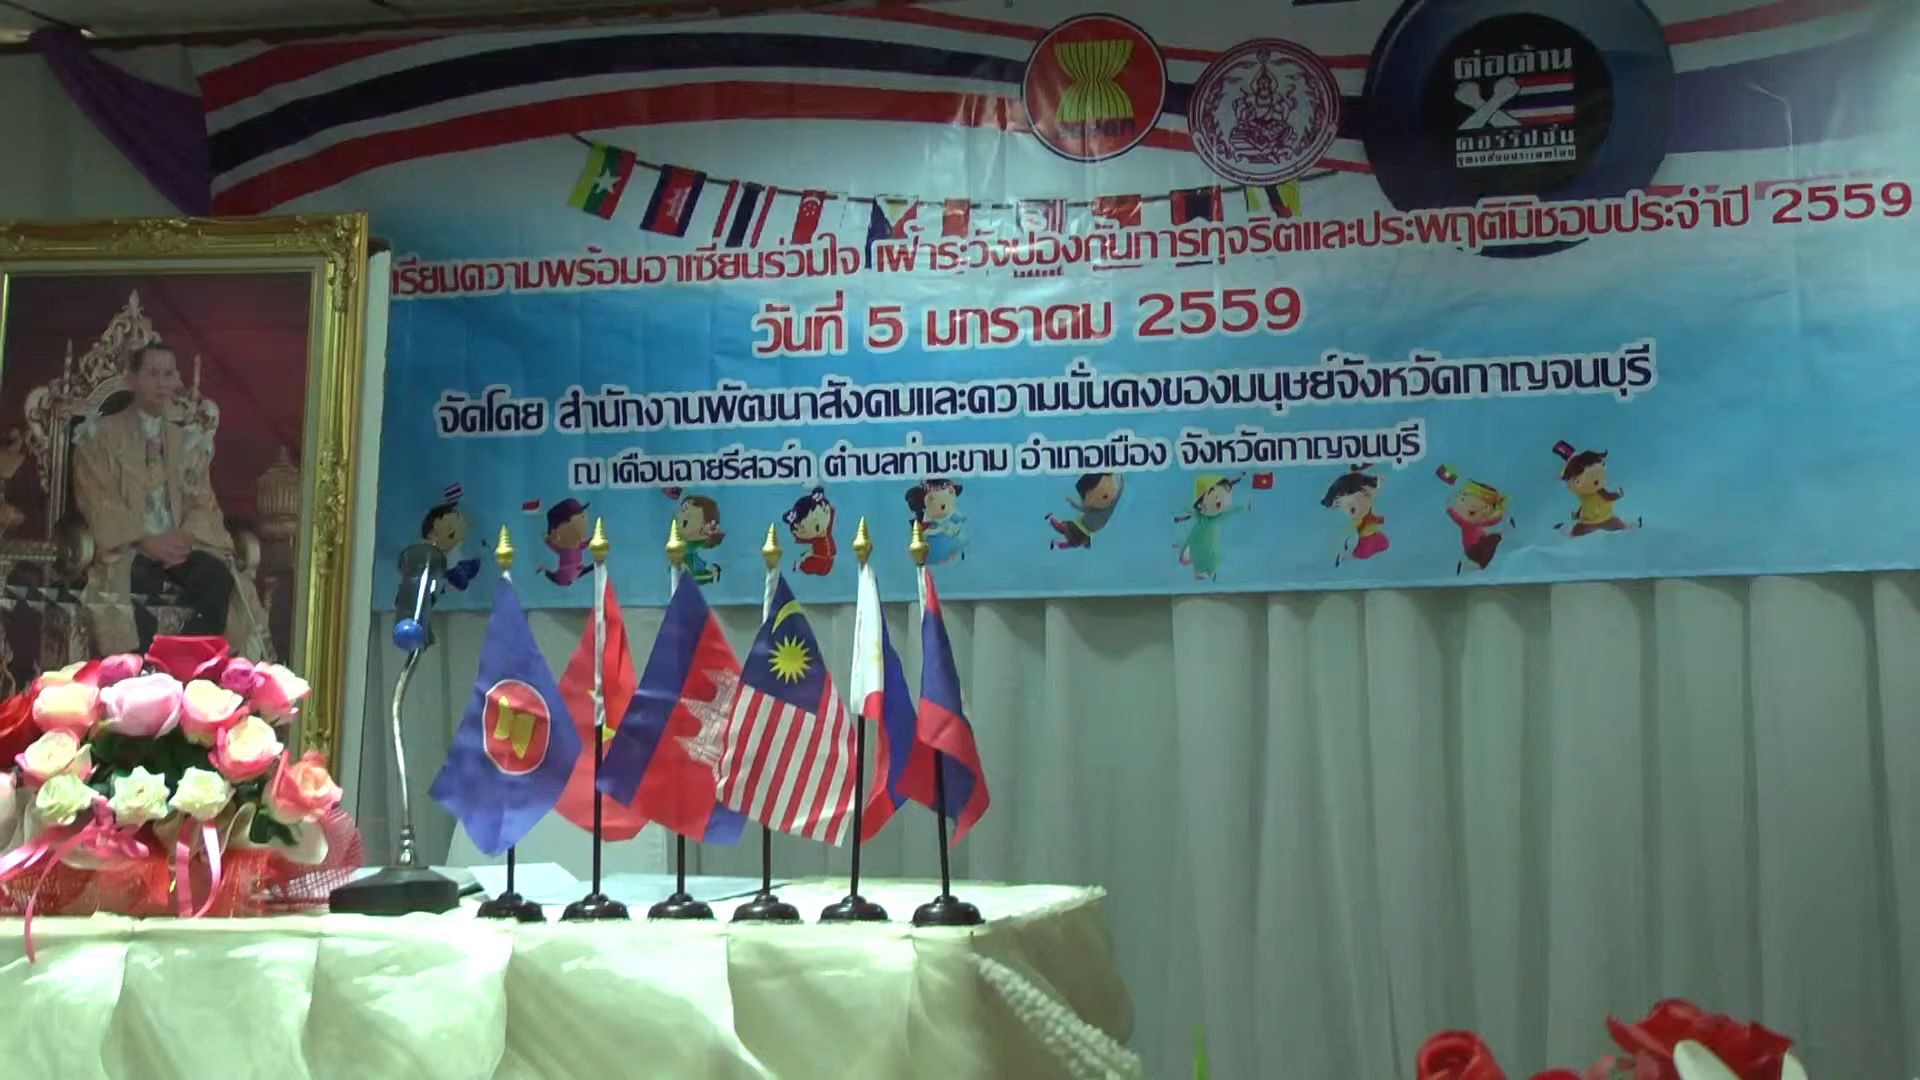 ต่อต้าน
คอร์รัปชั่น
รียมความพร้อมอาเซียนร่วมใจ เฝ้าระวังป้องกันการทุจริตและประพฤติมิชอบประจำปี 2559
วันที่ 5 มกราคม 2559
จัดโดย สำนักงานพัฒนาสังคมและความมั่นคงของมนุษย์จังหวัดกาญจนบุรี
ณ เดือนฉายรีสอร์ท ตำบลท่ามะขาม อำเภอเมือง จังหวัดกาญจนบุรี